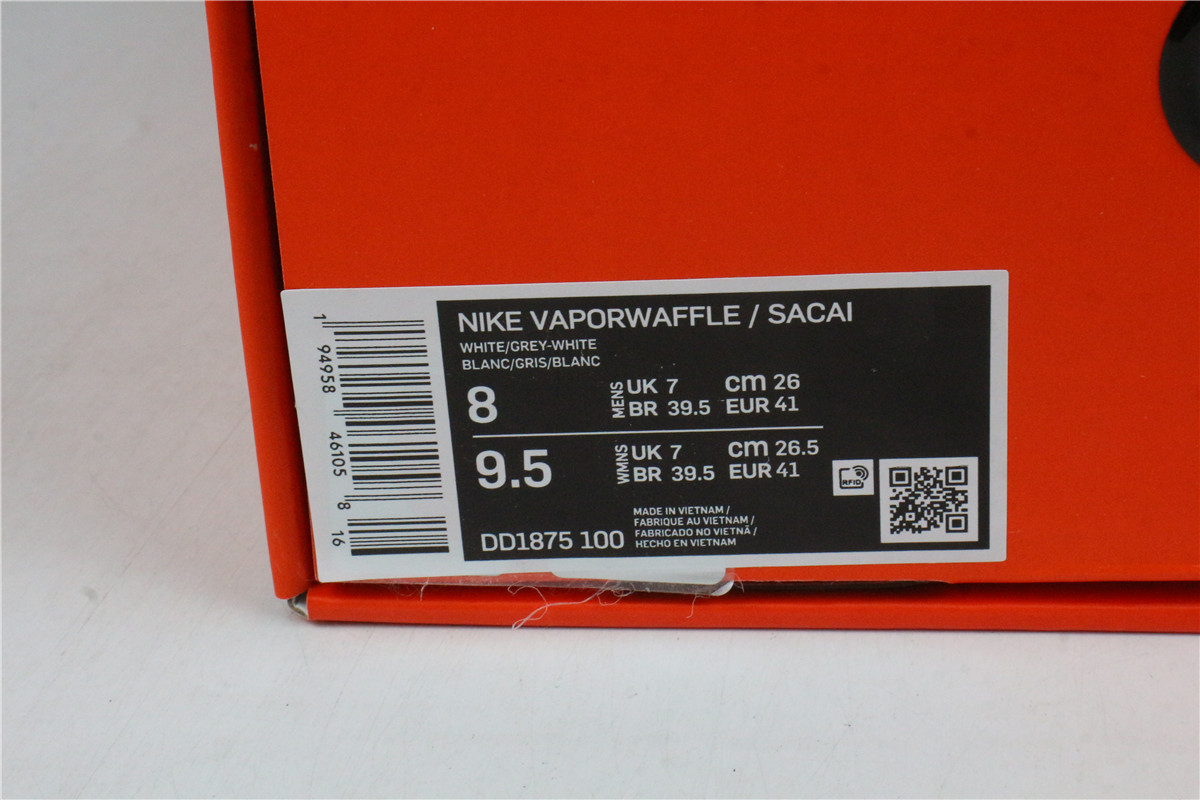 NIKE VAPORWAFFLE / SACAI
WHITE/GREY-WHITE
BLANC/GRIS/BLANC
8
MENS
UK 7 cm 26
BR 39.5 EUR 41
9.5
WMNS
UK 7 cm 26.5
BR 39.5 EUR 41
DD1875 100
MADE IN VIETNAM /
FABRIQUE AU VIETNAM /
FABRICADO NO VIETNÃ /
HECHO EN VIETNAM
RFID
1 94958 46105 8 16